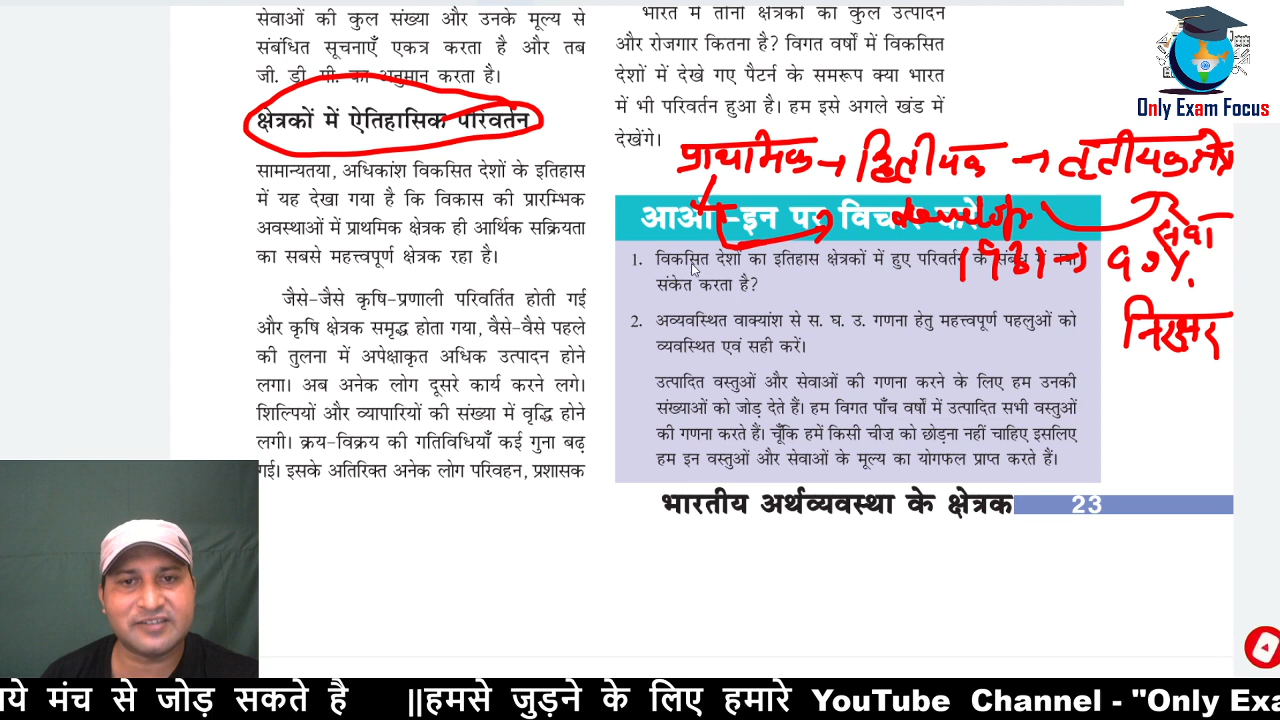 सेवाओं की कुल संख्या और उनके मूल्य से
संबंधित सूचनाएँ एकत्र करता है और तब
जी. डी. पी. का अनुमान करता है।
क्षेत्रकों में ऐतिहासिक परिवर्तन
सामान्यतया, अधिकांश विकसित देशों के इतिहास
में यह देखा गया है कि विकास की प्रारम्भिक
अवस्थाओं में प्राथमिक क्षेत्रक ही आर्थिक सक्रियता
का सबसे महत्त्वपूर्ण क्षेत्रक रहा है।
जैसे-जैसे कृषि-प्रणाली परिवर्तित होती गई
और कृषि क्षेत्रक समृद्ध होता गया, वैसे-वैसे पहले
की तुलना में अपेक्षाकृत अधिक उत्पादन होने
लगा। अब अनेक लोग दूसरे कार्य करने लगे।
शिल्पियों और व्यापारियों की संख्या में वृद्धि होने
लगी। क्रय-विक्रय की गतिविधियाँ कई गुना बढ़
गई। इसके अतिरिक्त अनेक लोग परिवहन, प्रशासक
भारत में तीनों क्षेत्रकों का कुल उत्पादन
और रोजगार कितना है? विगत वर्षों में विकसित
देशों में देखे गए पैटर्न के समरूप क्या भारत
में भी परिवर्तन हुआ है। हम इसे अगले खंड में
देखेंगे।
प्राथमिक → द्वितीयक → तृतीयक
सेवा
1931 → 90%
निरक्षर
आओ-इन पर विचार करें
1. विकसित देशों का इतिहास क्षेत्रकों में हुए परिवर्तन के संबंध में क्या
संकेत करता है?
2. अव्यवस्थित वाक्यांश से स. घ. उ. गणना हेतु महत्त्वपूर्ण पहलुओं को
व्यवस्थित एवं सही करें।
उत्पादित वस्तुओं और सेवाओं की गणना करने के लिए हम उनकी
संख्याओं को जोड़ देते हैं। हम विगत पाँच वर्षों में उत्पादित सभी वस्तुओं
की गणना करते हैं। चूँकि हमें किसी चीज़ को छोड़ना नहीं चाहिए इसलिए
हम इन वस्तुओं और सेवाओं के मूल्य का योगफल प्राप्त करते हैं।
भारतीय अर्थव्यवस्था के क्षेत्रक 23
Only Exam Focus
ये मंच से जोड़ सकते है ||हमसे जुड़ने के लिए हमारे YouTube Channel - "Only Exa